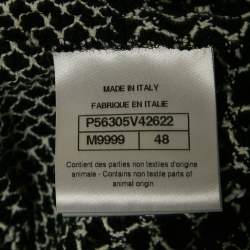 MADE IN ITALY
FABRIQUE EN ITALIE
P56305V42622
M9999 48
Contient des parties non textiles d'origine
animale - Contains non textile parts of
animal origin